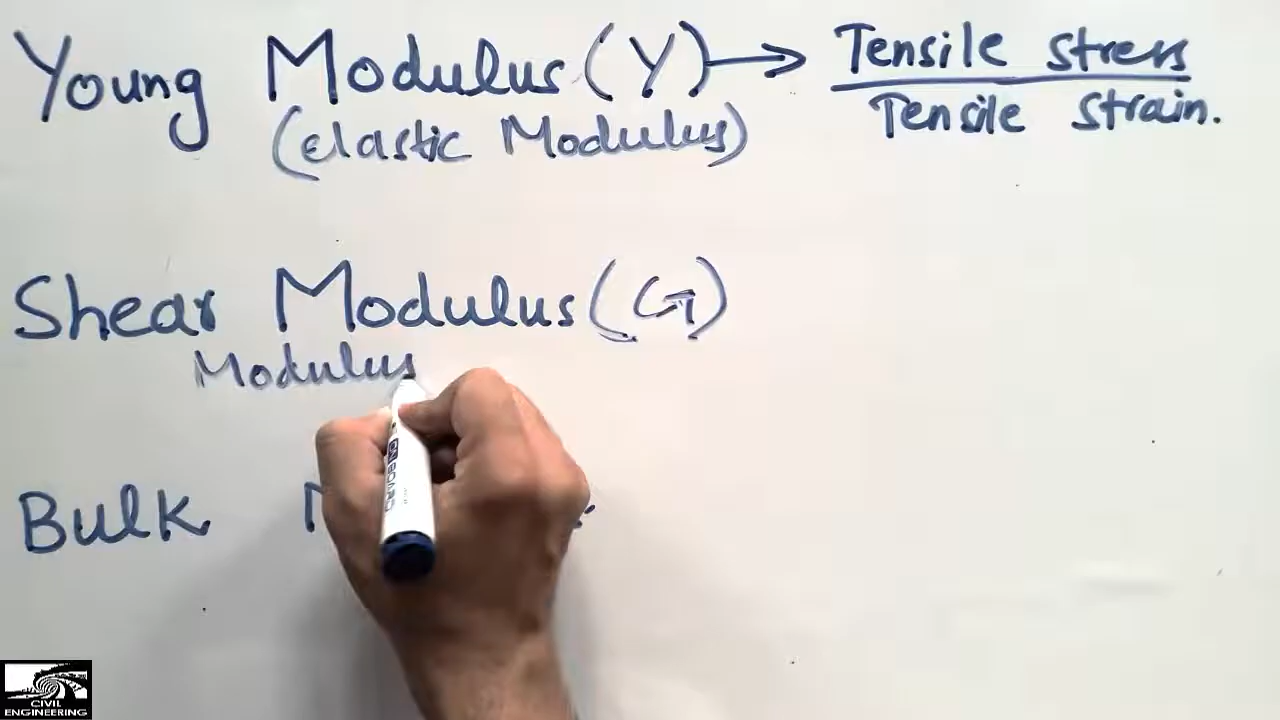 Young Modulus (Y) → Tensile stress
Tensile strain.
(elastic Modulus)
Shear Modulus (G)
Modulus
Bulk
CIVIL
ENGINEERING